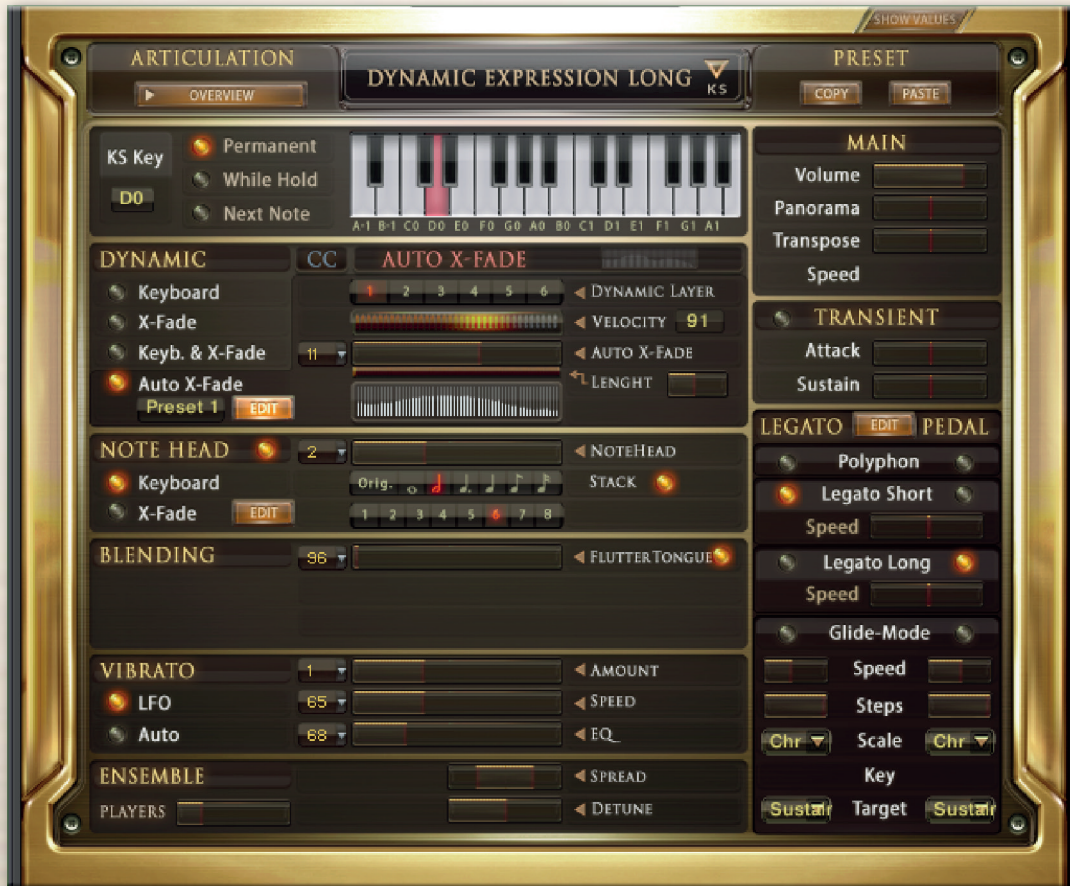 SHOW VALUES
ARTICULATION
OVERVIEW
DYNAMIC EXPRESSION LONG
KS
PRESET
COPY PASTE
KS Key
D0
Permanent
While Hold
Next Note
A-1 B-1 C0 D0 E0 F0 G0 A0 B0 C1 D1 E1 F1 G1 A1
MAIN
Volume
Panorama
Transpose
Speed
DYNAMIC CC AUTO X-FADE
Keyboard 1 2 3 4 5 6 DYNAMIC LAYER
X-Fade VELOCITY 91
Keyb. & X-Fade 11 AUTO X-FADE
Auto X-Fade LENGHT
Preset 1 EDIT
TRANSIENT
Attack
Sustain
NOTE HEAD 2 NOTEHEAD
Keyboard Orig. STACK
X-Fade EDIT 1 2 3 4 5 6 7 8
BLENDING 96 FLUTTERTONGUE
VIBRATO 1 AMOUNT
LFO 65 SPEED
Auto 68 EQ
ENSEMBLE SPREAD
PLAYERS DETUNE
LEGATO EDIT PEDAL
Polyphon
Legato Short
Speed
Legato Long
Speed
Glide-Mode
Speed
Steps
Chr Scale Chr
Key
Sustair Target Sustair